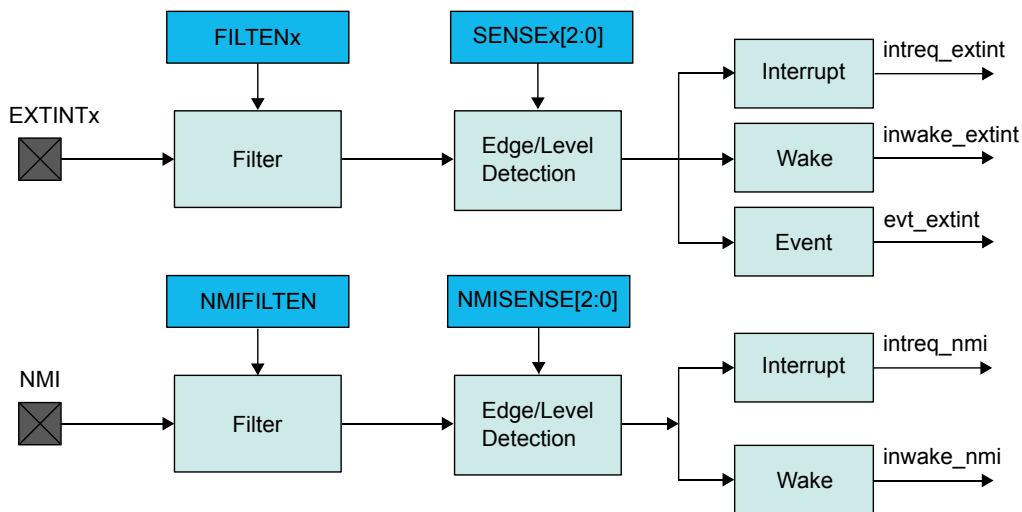 FILTENx
SENSEx[2:0]
EXTINTx
Filter
Edge/Level
Detection
Interrupt
intreq_extint
Wake
inwake_extint
Event
evt_extint
NMIFILTEN
NMISENSE[2:0]
NMI
Filter
Edge/Level
Detection
Interrupt
intreq_nmi
Wake
inwake_nmi